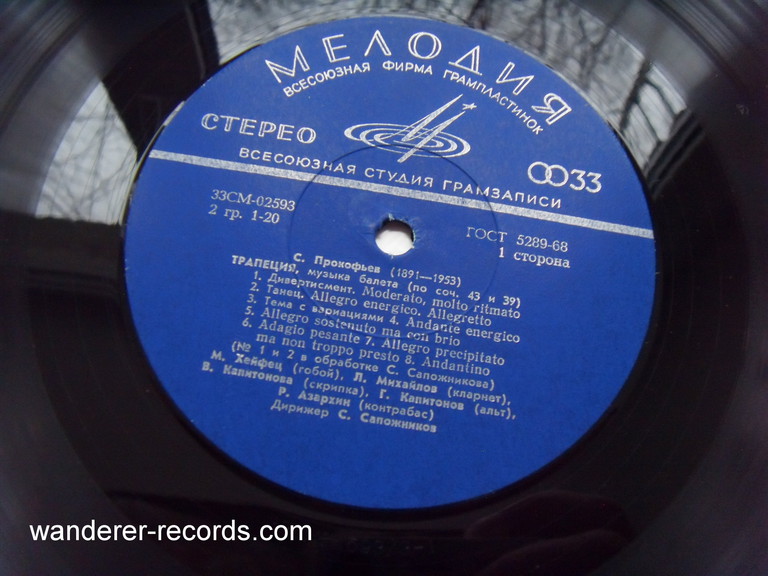 МЕЛОДИЯ
ВСЕСОЮЗНАЯ ФИРМА ГРАМПЛАСТИНОК
СТЕРЕО
33
ВСЕСОЮЗНАЯ СТУДИЯ ГРАМЗАПИСИ
33СМ-02593
2 гр. 1-20
ГОСТ 5289-68
1 сторона
С. Прокофьев (1891—1953)
ТРАПЕЦИЯ, музыка балета (по соч. 43 и 39)
1. Дивертисмент. Moderato, molto ritmato
2. Танец. Allegro energico. Allegretto
3. Тема с вариациями 4. Andante energico
5. Allegro sostenuto ma con brio
6. Adagio pesante 7. Allegro precipitato
ma non troppo presto 8. Andantino
(№ 1 и 2 в обработке С. Сапожникова)
М. Хейфец (гобой), Л. Михайлов (кларнет),
В. Капитонова (скрипка), Г. Капитонов (альт),
Р. Азархин (контрабас)
Дирижер С. Сапожников
wanderer-records.com